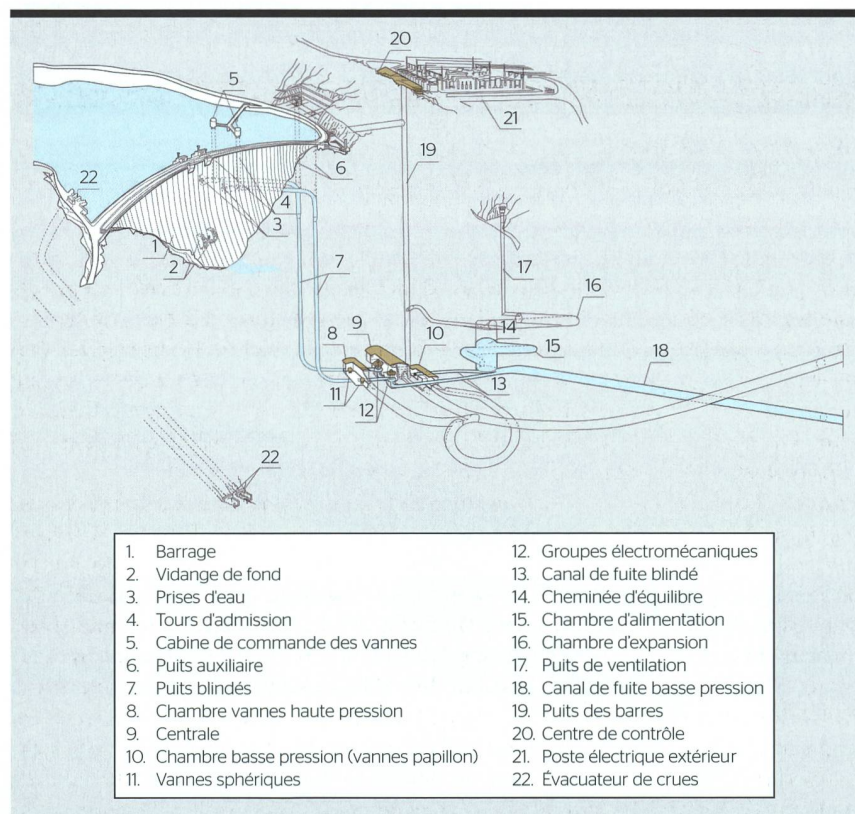 20
5
21
6
19
22
4
3
1
2
17
7
16
9
8
10
14
15
18
13
11
12
22
1. Barrage
2. Vidange de fond
3. Prises d'eau
4. Tours d'admission
5. Cabine de commande des vannes
6. Puits auxiliaire
7. Puits blindés
8. Chambre vannes haute pression
9. Centrale
10. Chambre basse pression (vannes papillon)
11. Vannes sphériques
12. Groupes électromécaniques
13. Canal de fuite blindé
14. Cheminée d'équilibre
15. Chambre d'alimentation
16. Chambre d'expansion
17. Puits de ventilation
18. Canal de fuite basse pression
19. Puits des barres
20. Centre de contrôle
21. Poste électrique extérieur
22. Évacuateur de crues